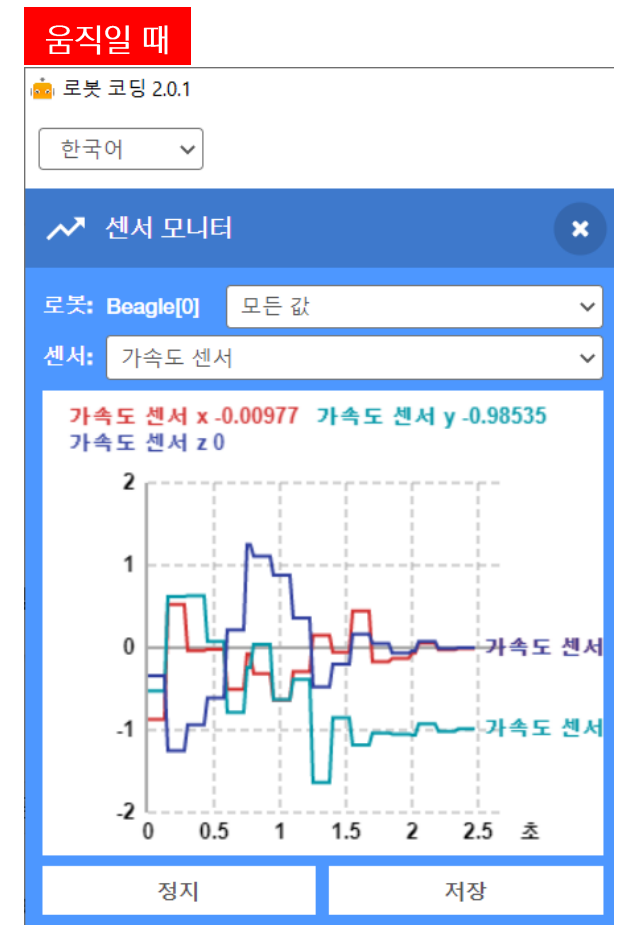 움직일 때
로봇 코딩 2.0.1
한국어
센서 모니터
로봇: Beagle[0] 모든 값
센서: 가속도 센서
가속도 센서 x -0.00977 가속도 센서 y -0.98535
가속도 센서 z 0
2
1
0
가속도 센서
-1
가속도 센서
-2
0 0.5 1 1.5 2 2.5 초
정지 저장